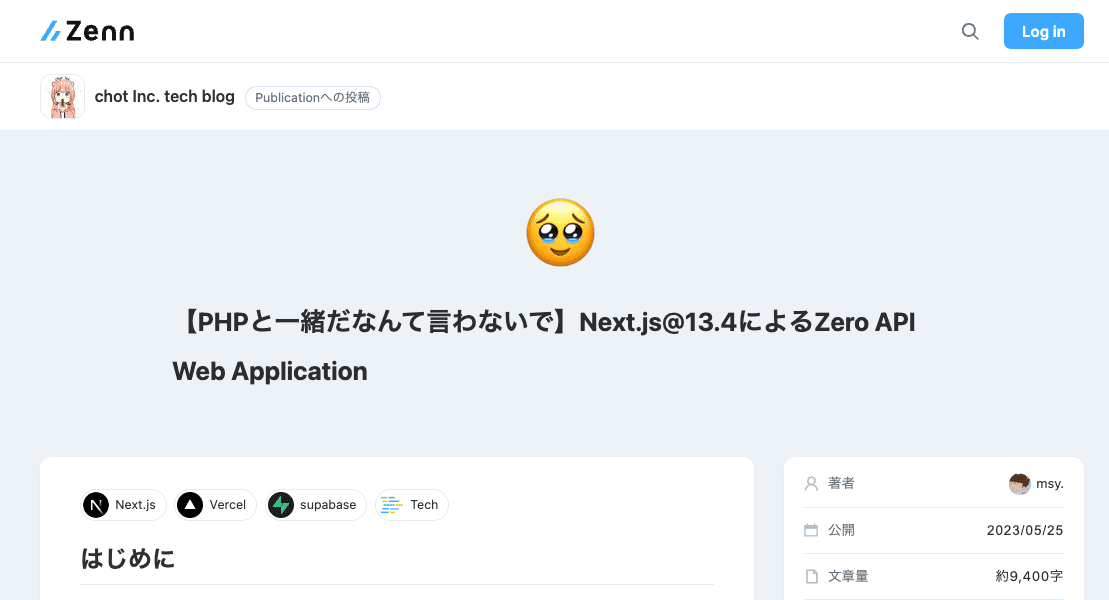 Zenn
Log in
chot Inc. tech blog
Publicationへの投稿
【PHPと一緒だなんて言わないで】Next.js@13.4によるZero API
Web Application
Next.js
Vercel
supabase
Tech
はじめに
著者
msy.
公開
2023/05/25
文章量
約9,400字